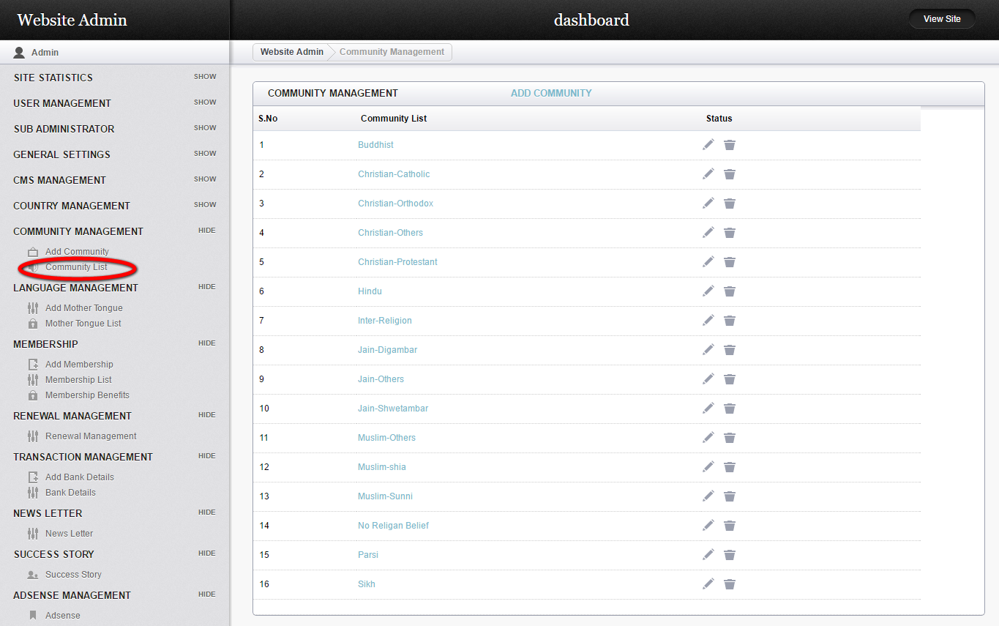 Website Admin
dashboard
View Site
Admin
Website Admin
Community Management
SITE STATISTICS SHOW
USER MANAGEMENT SHOW
SUB ADMINISTRATOR SHOW
GENERAL SETTINGS SHOW
CMS MANAGEMENT SHOW
COUNTRY MANAGEMENT SHOW
COMMUNITY MANAGEMENT HIDE
Add Community
Community List
LANGUAGE MANAGEMENT HIDE
Add Mother Tongue
Mother Tongue List
MEMBERSHIP HIDE
Add Membership
Membership List
Membership Benefits
RENEWAL MANAGEMENT HIDE
Renewal Management
TRANSACTION MANAGEMENT HIDE
Add Bank Details
Bank Details
NEWS LETTER HIDE
News Letter
SUCCESS STORY HIDE
Success Story
ADSENSE MANAGEMENT HIDE
Adsense
COMMUNITY MANAGEMENT ADD COMMUNITY
S.No Community List Status
1 Buddhist
2 Christian-Catholic
3 Christian-Orthodox
4 Christian-Others
5 Christian-Protestant
6 Hindu
7 Inter-Religion
8 Jain-Digambar
9 Jain-Others
10 Jain-Shwetambar
11 Muslim-Others
12 Muslim-shia
13 Muslim-Sunni
14 No Religan Belief
15 Parsi
16 Sikh